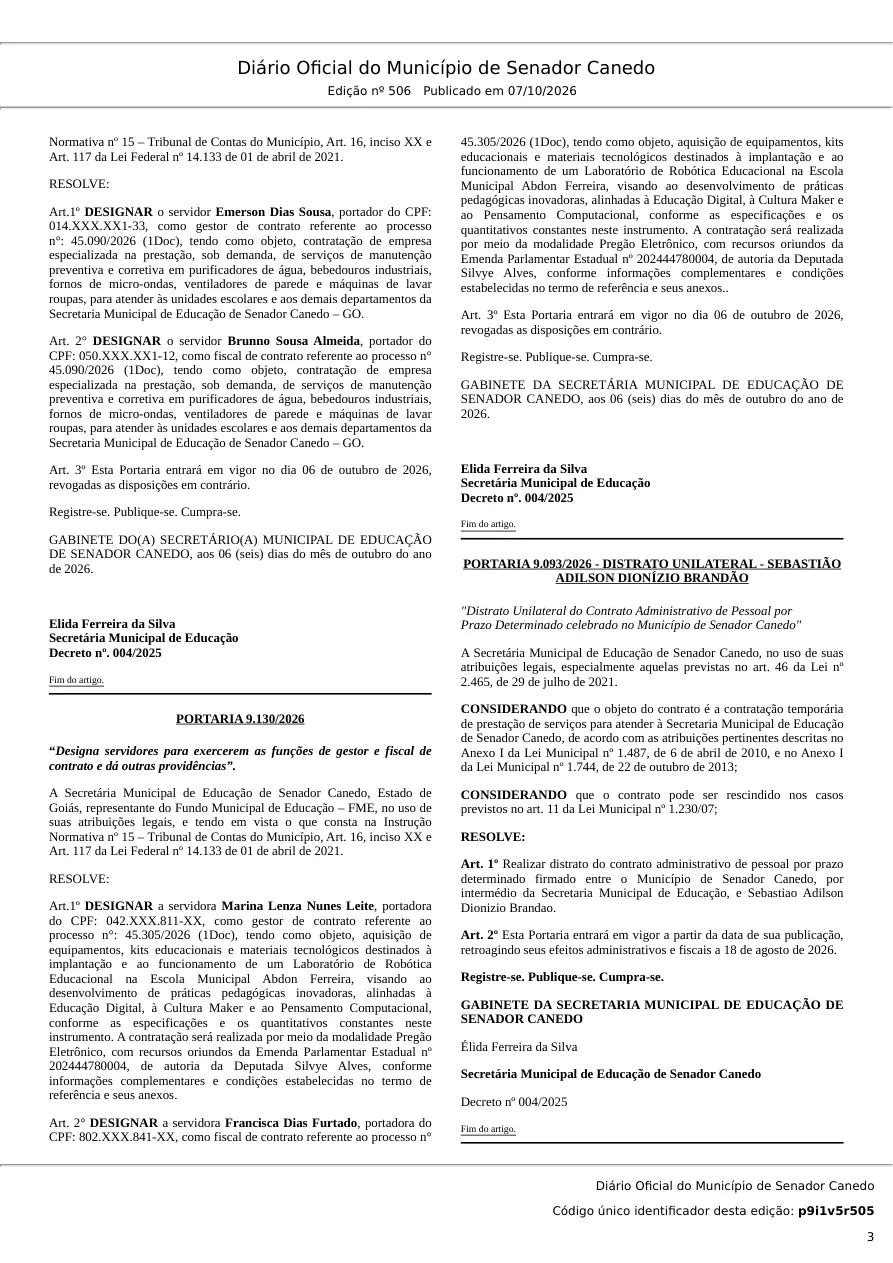 Diário Oficial do Município de Senador Canedo
Edição nº 506   Publicado em 07/10/2026
Normativa nº 15 – Tribunal de Contas do Município, Art. 16, inciso XX e
Art. 117 da Lei Federal nº 14.133 de 01 de abril de 2021.
RESOLVE:
Art.1º DESIGNAR o servidor Emerson Dias Sousa, portador do CPF:
014.XXX.XX1-33, como gestor de contrato referente ao processo
n°: 45.090/2026 (1Doc), tendo como objeto, contratação de empresa
especializada na prestação, sob demanda, de serviços de manutenção
preventiva e corretiva em purificadores de água, bebedouros industriais,
fornos de micro-ondas, ventiladores de parede e máquinas de lavar
roupas, para atender às unidades escolares e aos demais departamentos da
Secretaria Municipal de Educação de Senador Canedo – GO.
Art. 2° DESIGNAR o servidor Brunno Sousa Almeida, portador do
CPF: 050.XXX.XX1-12, como fiscal de contrato referente ao processo n°
45.090/2026 (1Doc), tendo como objeto, contratação de empresa
especializada na prestação, sob demanda, de serviços de manutenção
preventiva e corretiva em purificadores de água, bebedouros industriais,
fornos de micro-ondas, ventiladores de parede e máquinas de lavar
roupas, para atender às unidades escolares e aos demais departamentos da
Secretaria Municipal de Educação de Senador Canedo – GO.
Art. 3º Esta Portaria entrará em vigor no dia 06 de outubro de 2026,
revogadas as disposições em contrário.
Registre-se. Publique-se. Cumpra-se.
GABINETE DO(A) SECRETÁRIO(A) MUNICIPAL DE EDUCAÇÃO
DE SENADOR CANEDO, aos 06 (seis) dias do mês de outubro do ano
de 2026.
Elida Ferreira da Silva
Secretária Municipal de Educação
Decreto nº. 004/2025
Fim do artigo.
PORTARIA 9.130/2026
“Designa servidores para exercerem as funções de gestor e fiscal de
contrato e dá outras providências”.
A Secretária Municipal de Educação de Senador Canedo, Estado de
Goiás, representante do Fundo Municipal de Educação – FME, no uso de
suas atribuições legais, e tendo em vista o que consta na Instrução
Normativa nº 15 – Tribunal de Contas do Município, Art. 16, inciso XX e
Art. 117 da Lei Federal nº 14.133 de 01 de abril de 2021.
RESOLVE:
Art.1º DESIGNAR a servidora Marina Lenza Nunes Leite, portadora
do CPF: 042.XXX.811-XX, como gestor de contrato referente ao
processo n°: 45.305/2026 (1Doc), tendo como objeto, aquisição de
equipamentos, kits educacionais e materiais tecnológicos destinados à
implantação e ao funcionamento de um Laboratório de Robótica
Educacional na Escola Municipal Abdon Ferreira, visando ao
desenvolvimento de práticas pedagógicas inovadoras, alinhadas à
Educação Digital, à Cultura Maker e ao Pensamento Computacional,
conforme as especificações e os quantitativos constantes neste
instrumento. A contratação será realizada por meio da modalidade Pregão
Eletrônico, com recursos oriundos da Emenda Parlamentar Estadual nº
202444780004, de autoria da Deputada Silvye Alves, conforme
informações complementares e condições estabelecidas no termo de
referência e seus anexos.
Art. 2° DESIGNAR a servidora Francisca Dias Furtado, portadora do
CPF: 802.XXX.841-XX, como fiscal de contrato referente ao processo n°
45.305/2026 (1Doc), tendo como objeto, aquisição de equipamentos, kits
educacionais e materiais tecnológicos destinados à implantação e ao
funcionamento de um Laboratório de Robótica Educacional na Escola
Municipal Abdon Ferreira, visando ao desenvolvimento de práticas
pedagógicas inovadoras, alinhadas à Educação Digital, à Cultura Maker e
ao Pensamento Computacional, conforme as especificações e os
quantitativos constantes neste instrumento. A contratação será realizada
por meio da modalidade Pregão Eletrônico, com recursos oriundos da
Emenda Parlamentar Estadual nº 202444780004, de autoria da Deputada
Silvye Alves, conforme informações complementares e condições
estabelecidas no termo de referência e seus anexos..
Art. 3º Esta Portaria entrará em vigor no dia 06 de outubro de 2026,
revogadas as disposições em contrário.
Registre-se. Publique-se. Cumpra-se.
GABINETE DA SECRETÁRIA MUNICIPAL DE EDUCAÇÃO DE
SENADOR CANEDO, aos 06 (seis) dias do mês de outubro do ano de
2026.
Elida Ferreira da Silva
Secretária Municipal de Educação
Decreto nº. 004/2025
Fim do artigo.
PORTARIA 9.093/2026 - DISTRATO UNILATERAL - SEBASTIÃO
ADILSON DIONÍZIO BRANDÃO
"Distrato Unilateral do Contrato Administrativo de Pessoal por
Prazo Determinado celebrado no Município de Senador Canedo"
A Secretária Municipal de Educação de Senador Canedo, no uso de suas
atribuições legais, especialmente aquelas previstas no art. 46 da Lei nº
2.465, de 29 de julho de 2021.
CONSIDERANDO que o objeto do contrato é a contratação temporária
de prestação de serviços para atender à Secretaria Municipal de Educação
de Senador Canedo, de acordo com as atribuições pertinentes descritas no
Anexo I da Lei Municipal nº 1.487, de 6 de abril de 2010, e no Anexo I
da Lei Municipal nº 1.744, de 22 de outubro de 2013;
CONSIDERANDO que o contrato pode ser rescindido nos casos
previstos no art. 11 da Lei Municipal nº 1.230/07;
RESOLVE:
Art. 1º Realizar distrato do contrato administrativo de pessoal por prazo
determinado firmado entre o Município de Senador Canedo, por
intermédio da Secretaria Municipal de Educação, e Sebastiao Adilson
Dionizio Brandao.
Art. 2º Esta Portaria entrará em vigor a partir da data de sua publicação,
retroagindo seus efeitos administrativos e fiscais a 18 de agosto de 2026.
Registre-se. Publique-se. Cumpra-se.
GABINETE DA SECRETARIA MUNICIPAL DE EDUCAÇÃO DE
SENADOR CANEDO
Élida Ferreira da Silva
Secretária Municipal de Educação de Senador Canedo
Decreto nº 004/2025
Fim do artigo.
Diário Oficial do Município de Senador Canedo
Código único identificador desta edição: p9i1v5r505
3